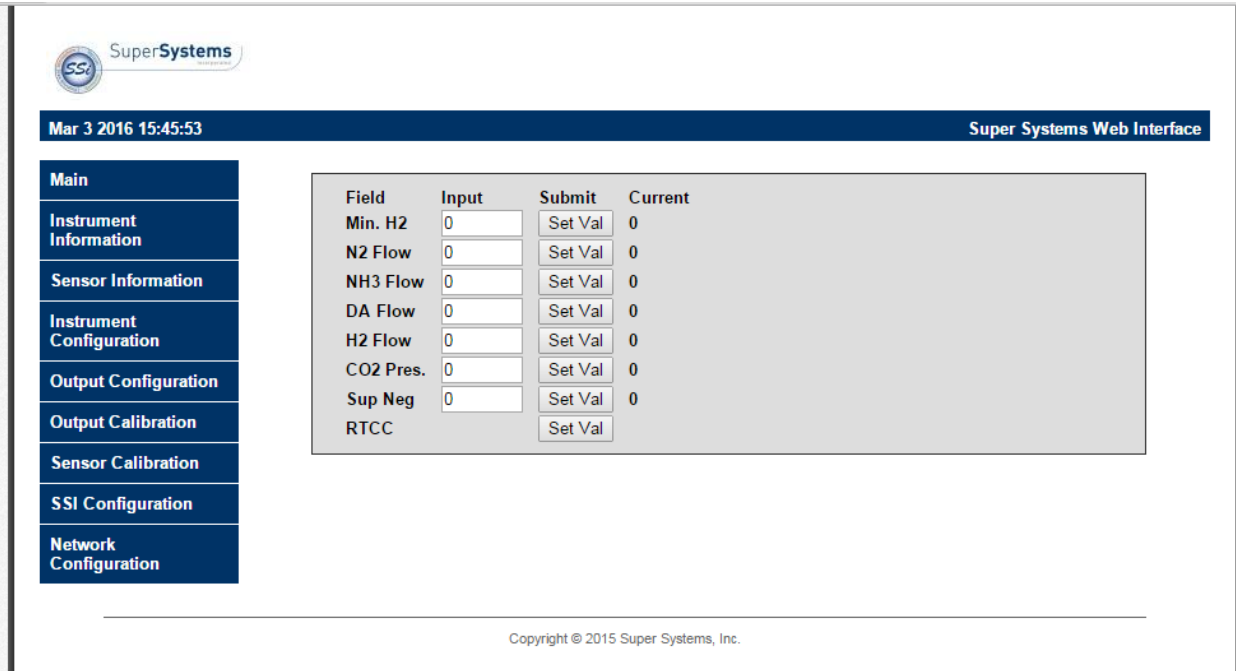 SSi SuperSystems
incorporated
Mar 3 2016 15:45:53 Super Systems Web Interface
Main
Instrument
Information
Sensor Information
Instrument
Configuration
Output Configuration
Output Calibration
Sensor Calibration
SSI Configuration
Network
Configuration
Field Input Submit Current
Min. H2 0 Set Val 0
N2 Flow 0 Set Val 0
NH3 Flow 0 Set Val 0
DA Flow 0 Set Val 0
H2 Flow 0 Set Val 0
CO2 Pres. 0 Set Val 0
Sup Neg 0 Set Val 0
RTCC Set Val
Copyright © 2015 Super Systems, Inc.